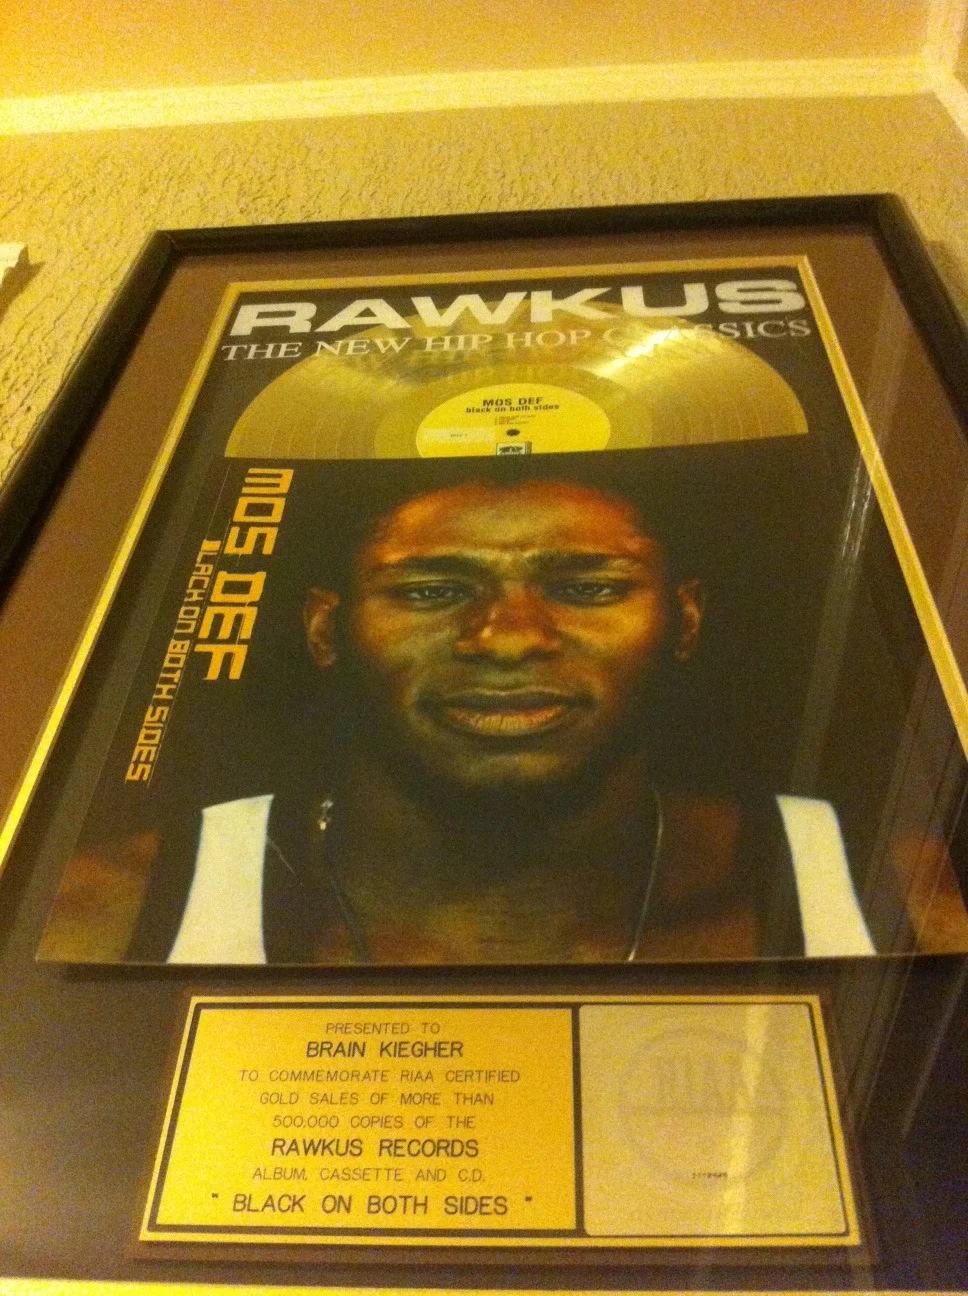 RAWKUS
THE NEW HIP HOP CLASSICS
MOS DEF
black on both sides
MOS DEF
BLACK ON BOTH SIDES
PRESENTED TO
BRAIN KIEGHER
TO COMMEMORATE RIAA CERTIFIED
GOLD SALES OF MORE THAN
500,000 COPIES OF THE
RAWKUS RECORDS
ALBUM, CASSETTE AND C.D.
" BLACK ON BOTH SIDES "